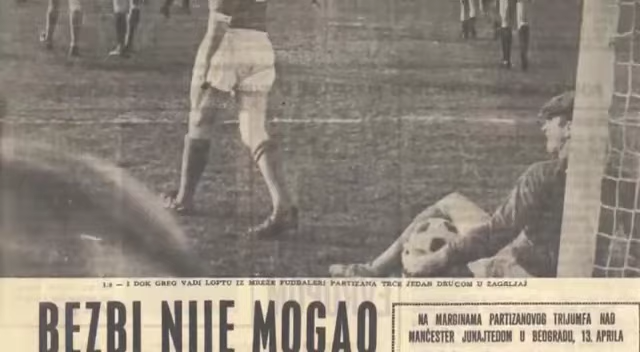 1:0 — I DOK GREG VADI LOPTU IZ MREŽE FUDBALERI PARTIZANA TRČE JEDAN DRUGOM U ZAGRLJAJ
BEZBI NIJE MOGAO
NA MARGINAMA PARTIZANOVOG TRIJUMFA NAD
MANČESTER JUNAJTEDOM U BEOGRADU, 13. APRILA